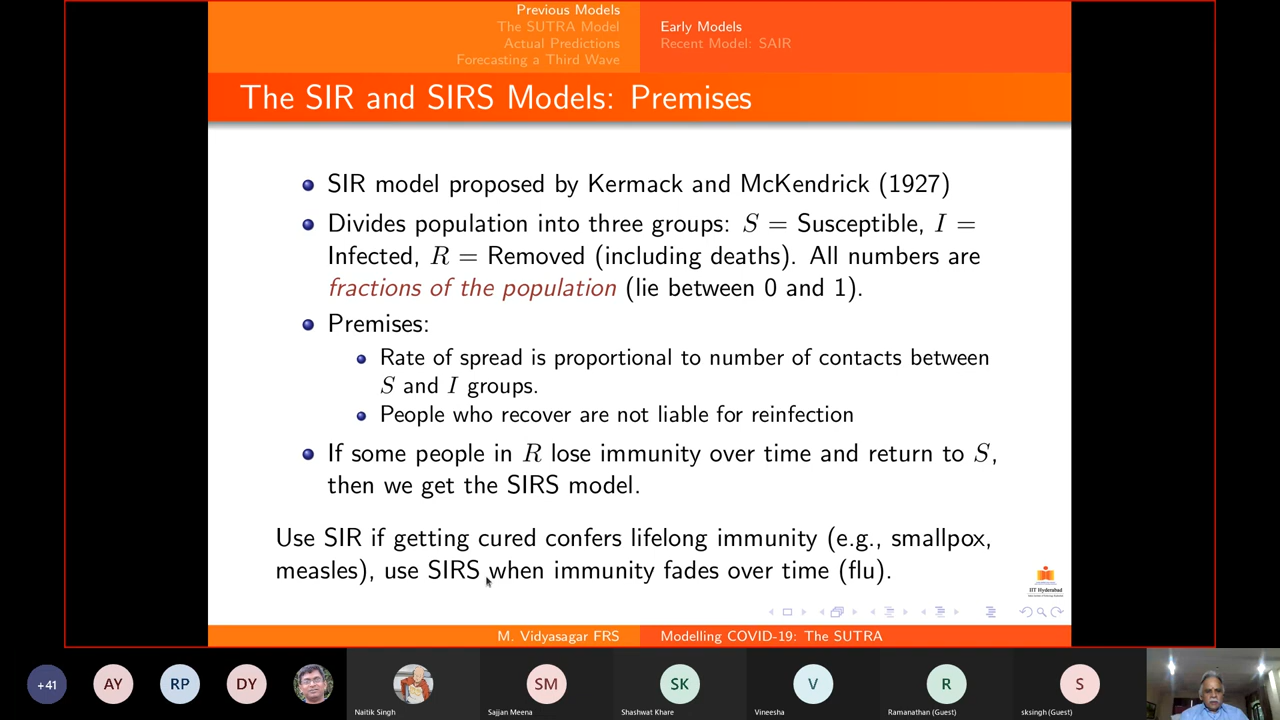 Previous Models
The SUTRA Model
Actual Predictions
Forecasting a Third Wave
Early Models
Recent Model: SAIR
The SIR and SIRS Models: Premises
SIR model proposed by Kermack and McKendrick (1927)
Divides population into three groups: S = Susceptible, I =
Infected, R = Removed (including deaths). All numbers are
fractions of the population (lie between 0 and 1).
Premises:
Rate of spread is proportional to number of contacts between
S and I groups.
People who recover are not liable for reinfection
If some people in R lose immunity over time and return to S,
then we get the SIRS model.
Use SIR if getting cured confers lifelong immunity (e.g., smallpox,
measles), use SIRS when immunity fades over time (flu).
IIT Hyderabad
M. Vidyasagar FRS
Modelling COVID-19: The SUTRA
+41
AY
RP
DY
SM
SK
V
R
S
Naitik Singh
Sajjan Meena
Shashwat Khare
Vineesha
Ramanathan (Guest)
sksingh (Guest)